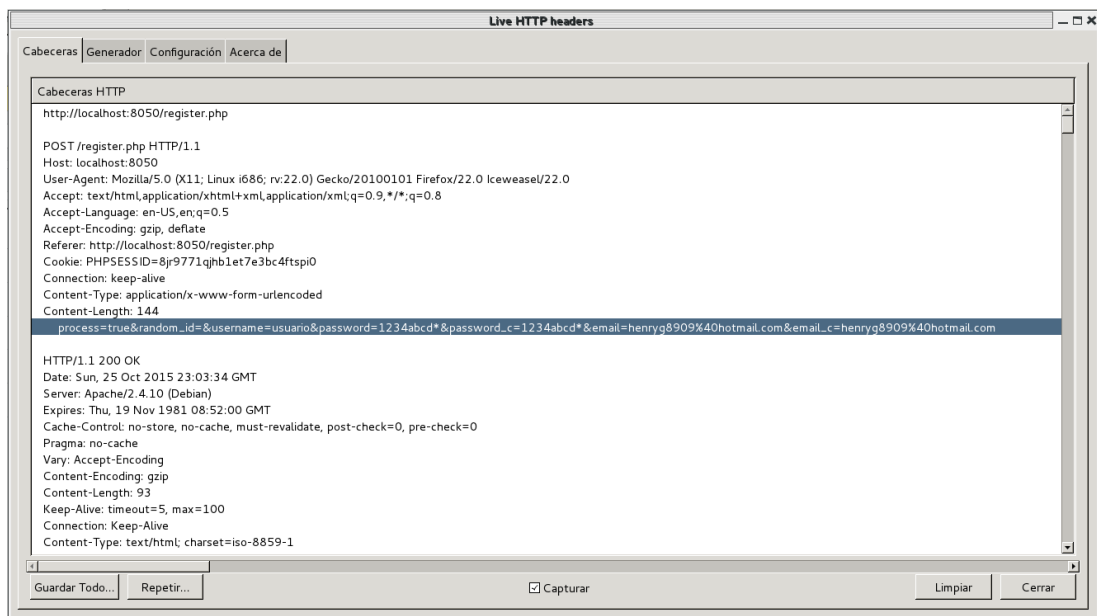 Live HTTP headers
Cabeceras Generador Configuración Acerca de
Cabeceras HTTP
http://localhost:8050/register.php
POST /register.php HTTP/1.1
Host: localhost:8050
User-Agent: Mozilla/5.0 (X11; Linux i686; rv:22.0) Gecko/20100101 Firefox/22.0 Iceweasel/22.0
Accept: text/html,application/xhtml+xml,application/xml;q=0.9,*/*;q=0.8
Accept-Language: en-US,en;q=0.5
Accept-Encoding: gzip, deflate
Referer: http://localhost:8050/register.php
Cookie: PHPSESSID=8jr9771qjhb1et7e3bc4ftspi0
Connection: keep-alive
Content-Type: application/x-www-form-urlencoded
Content-Length: 144
process=true&random_id=&username=usuario&password=1234abcd*&password_c=1234abcd*&email=henryg8909%40hotmail.com&email_c=henryg8909%40hotmail.com
HTTP/1.1 200 OK
Date: Sun, 25 Oct 2015 23:03:34 GMT
Server: Apache/2.4.10 (Debian)
Expires: Thu, 19 Nov 1981 08:52:00 GMT
Cache-Control: no-store, no-cache, must-revalidate, post-check=0, pre-check=0
Pragma: no-cache
Vary: Accept-Encoding
Content-Encoding: gzip
Content-Length: 93
Keep-Alive: timeout=5, max=100
Connection: Keep-Alive
Content-Type: text/html; charset=iso-8859-1
Guardar Todo... Repetir... Capturar Limpiar Cerrar